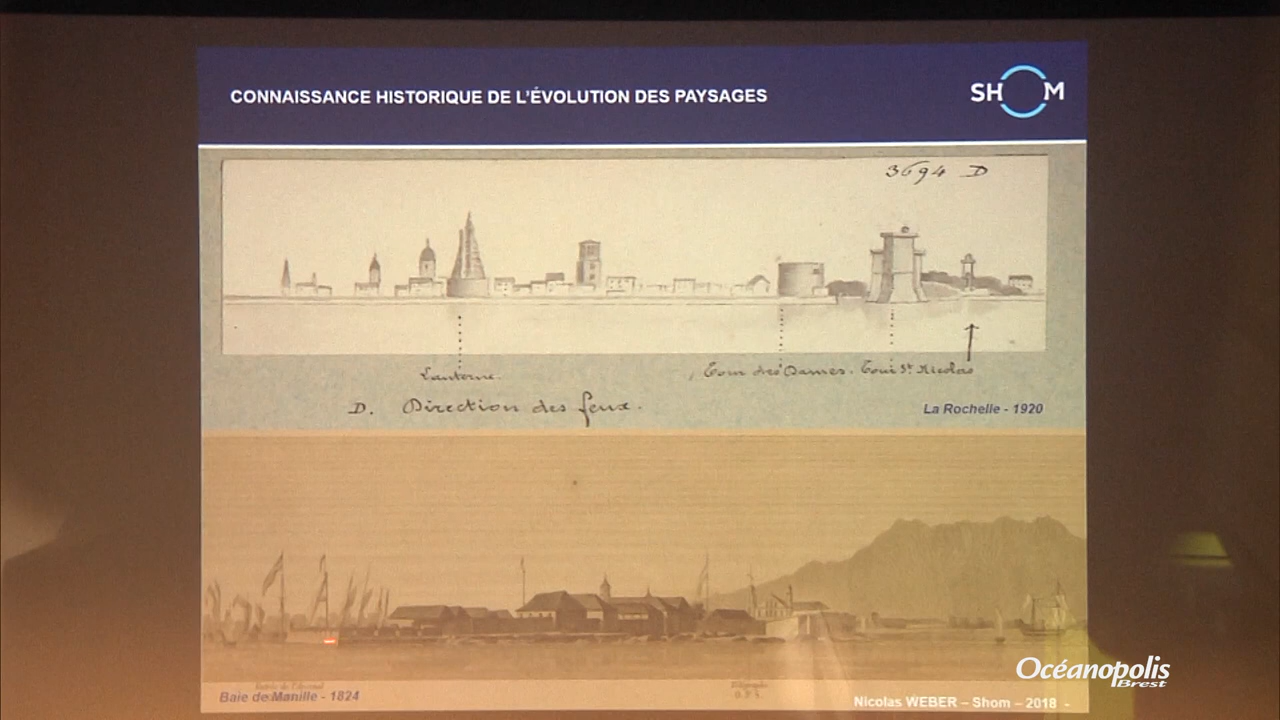 CONNAISSANCE HISTORIQUE DE L'ÉVOLUTION DES PAYSAGES
SHOM
3694 D
Lanterne.
Tour des Dames. Tour St Nicolas
D. Direction des feux.
La Rochelle - 1920
Océanopolis
Brest
Baie de Manille - 1824
Nicolas WEBER – Shom – 2018 -